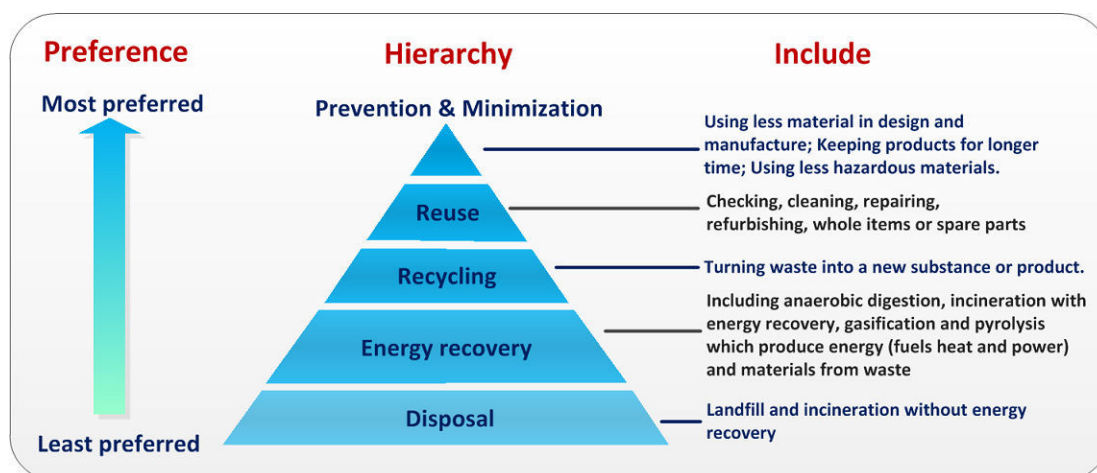 Preference
Hierarchy
Include
Most preferred
Least preferred
Prevention & Minimization
Reuse
Recycling
Energy recovery
Disposal
Using less material in design and
manufacture; Keeping products for longer
time; Using less hazardous materials.
Checking, cleaning, repairing,
refurbishing, whole items or spare parts
Turning waste into a new substance or product.
Including anaerobic digestion, incineration with
energy recovery, gasification and pyrolysis
which produce energy (fuels heat and power)
and materials from waste
Landfill and incineration without energy
recovery